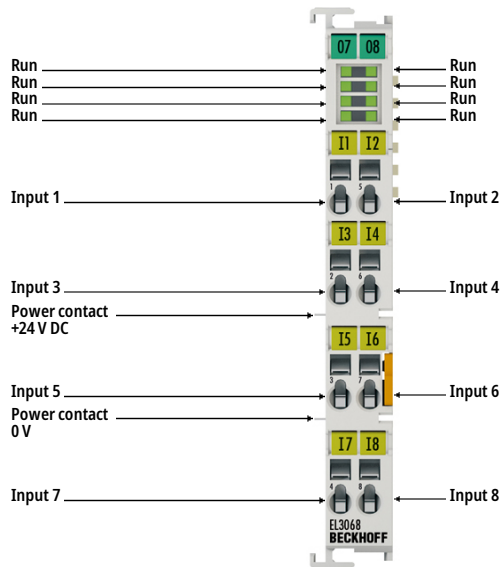 07 08
Run Run
Run Run
Run Run
Run Run
I1 I2
1 5
Input 1 Input 2
I3 I4
2 6
Input 3 Input 4
Power contact
+24 V DC
I5 I6
3 7
Input 5 Input 6
Power contact
0 V
I7 I8
4 8
Input 7 Input 8
EL3068
BECKHOFF